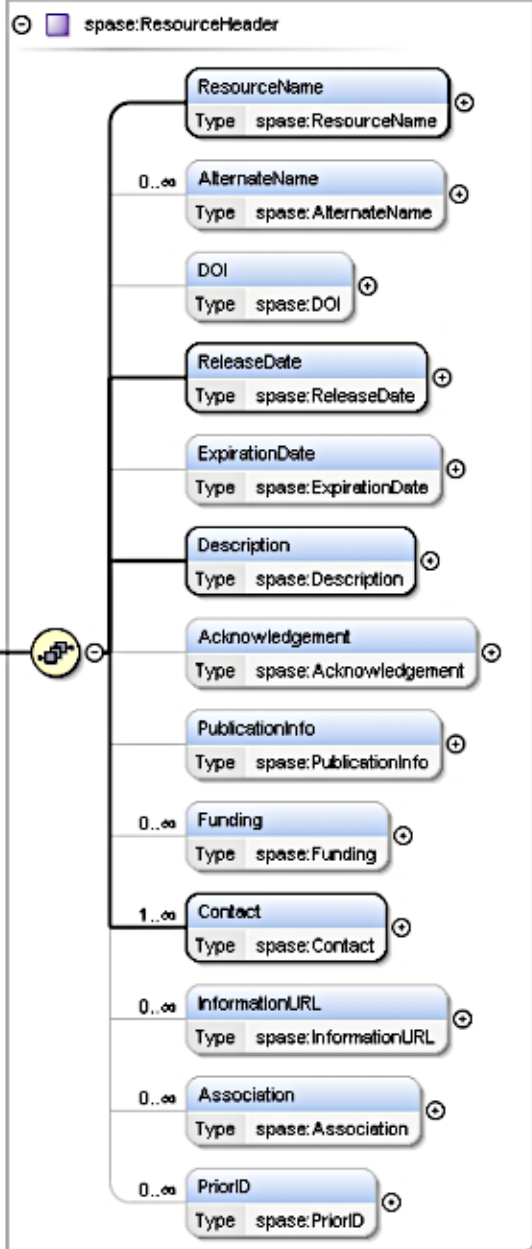 spase:ResourceHeader
ResourceName
Type spase:ResourceName
0..∞ AlternateName
Type spase:AlternateName
DOI
Type spase:DOI
ReleaseDate
Type spase:ReleaseDate
ExpirationDate
Type spase:ExpirationDate
Description
Type spase:Description
Acknowledgement
Type spase:Acknowledgement
PublicationInfo
Type spase:PublicationInfo
0..∞ Funding
Type spase:Funding
1..∞ Contact
Type spase:Contact
0..∞ InformationURL
Type spase:InformationURL
0..∞ Association
Type spase:Association
0..∞ PriorID
Type spase:PriorID